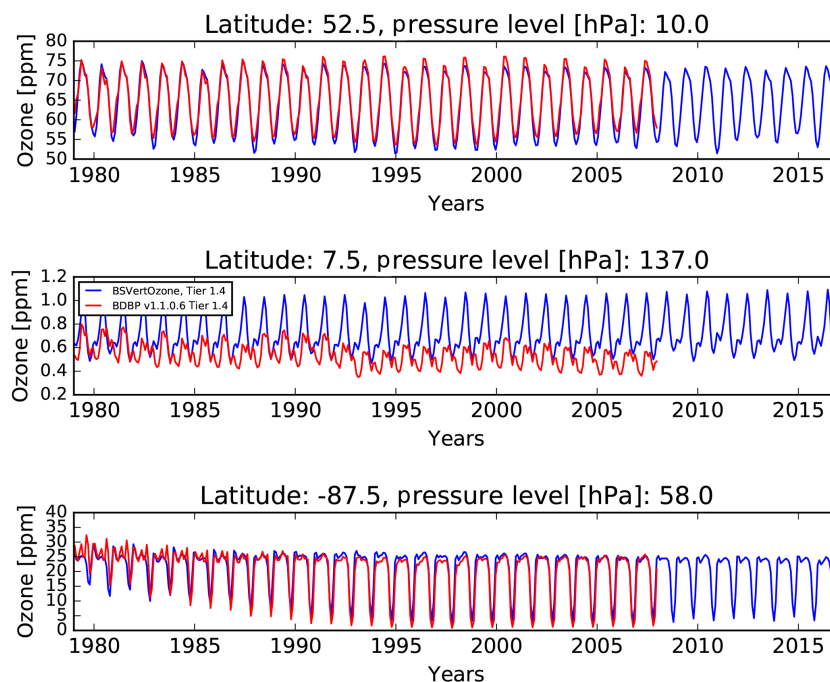 Latitude: 52.5, pressure level [hPa]: 10.0
80
75
70
65
60
55
50
Ozone [ppm]
1980 1985 1990 1995 2000 2005 2010 2015
Years
Latitude: 7.5, pressure level [hPa]: 137.0
1.2
1.0
0.8
0.6
0.4
0.2
Ozone [ppm]
BSVertOzone, Tier 1.4
BDBP v1.1.0.6 Tier 1.4
1980 1985 1990 1995 2000 2005 2010 2015
Years
Latitude: -87.5, pressure level [hPa]: 58.0
40
35
30
25
20
15
10
5
0
Ozone [ppm]
1980 1985 1990 1995 2000 2005 2010 2015
Years